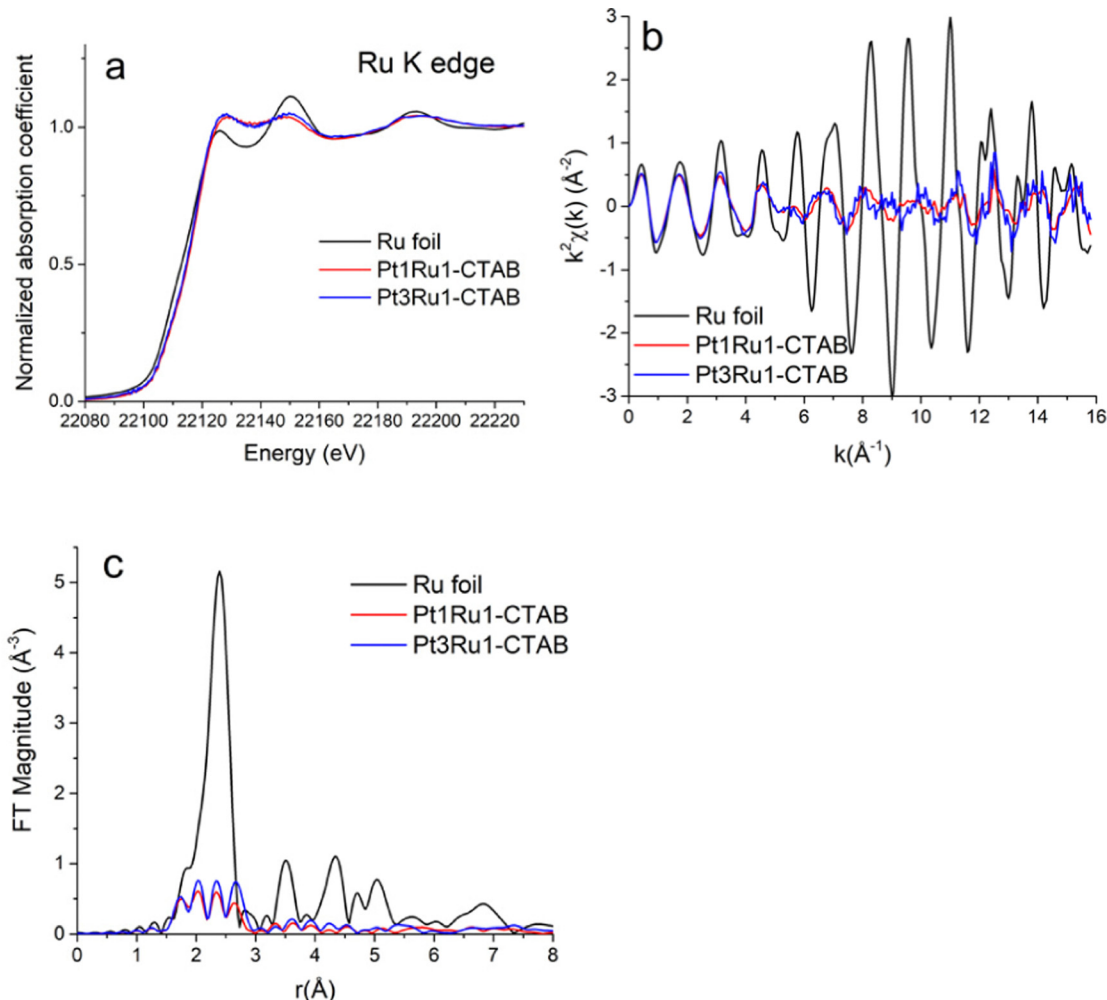 a
Ru K edge
Normalized absorption coefficient
1.0
0.5
0.0
Ru foil
Pt1Ru1-CTAB
Pt3Ru1-CTAB
22080 22100 22120 22140 22160 22180 22200 22220
Energy (eV)
b
k²χ(k) (Å⁻²)
3
2
1
0
-1
-2
-3
Ru foil
Pt1Ru1-CTAB
Pt3Ru1-CTAB
0 2 4 6 8 10 12 14 16
k(Å⁻¹)
c
FT Magnitude (Å⁻³)
5
4
3
2
1
0
Ru foil
Pt1Ru1-CTAB
Pt3Ru1-CTAB
0 1 2 3 4 5 6 7 8
r(Å)